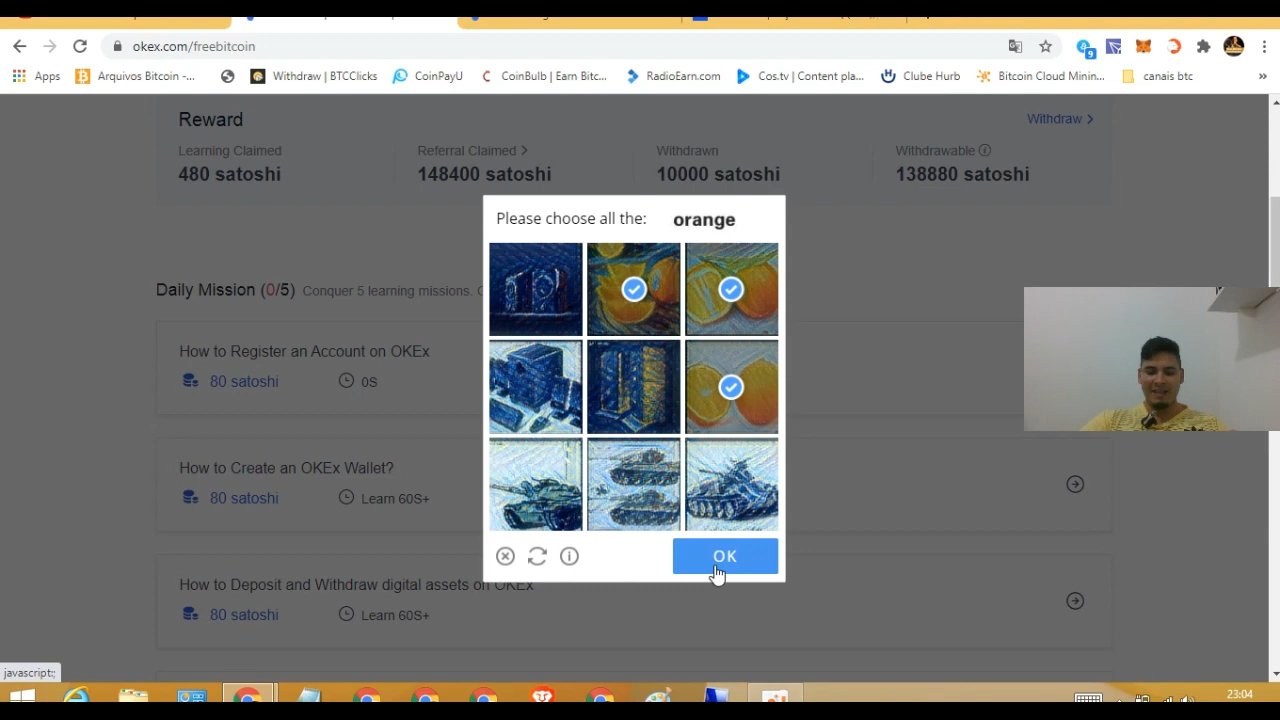 okex.com/freebitcoin
9
Apps
Arquivos Bitcoin -...
Withdraw | BTCClicks
CoinPayU
CoinBulb | Earn Bitc...
RadioEarn.com
Cos.tv | Content pla...
Clube Hurb
Bitcoin Cloud Minin...
canais btc
»
Reward
Withdraw >
Learning Claimed
Referral Claimed >
Withdrawn
Withdrawable
480 satoshi
148400 satoshi
10000 satoshi
138880 satoshi
Please choose all the: orange
Daily Mission (0/5) Conquer 5 learning missions.
How to Register an Account on OKEx
80 satoshi
0S
How to Create an OKEx Wallet?
80 satoshi
Learn 60S+
OK
How to Deposit and Withdraw digital assets on OKEx
80 satoshi
Learn 60S+
javascript:;
23:04